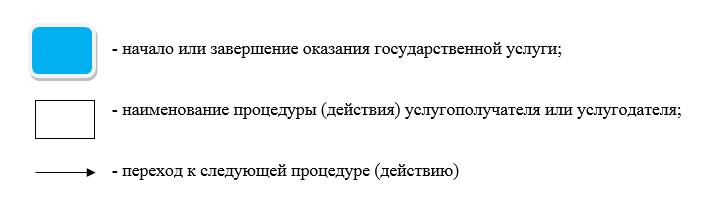 - начало или завершение оказания государственной услуги;
- наименование процедуры (действия) услугополучателя или услугодателя;
- переход к следующей процедуре (действию)